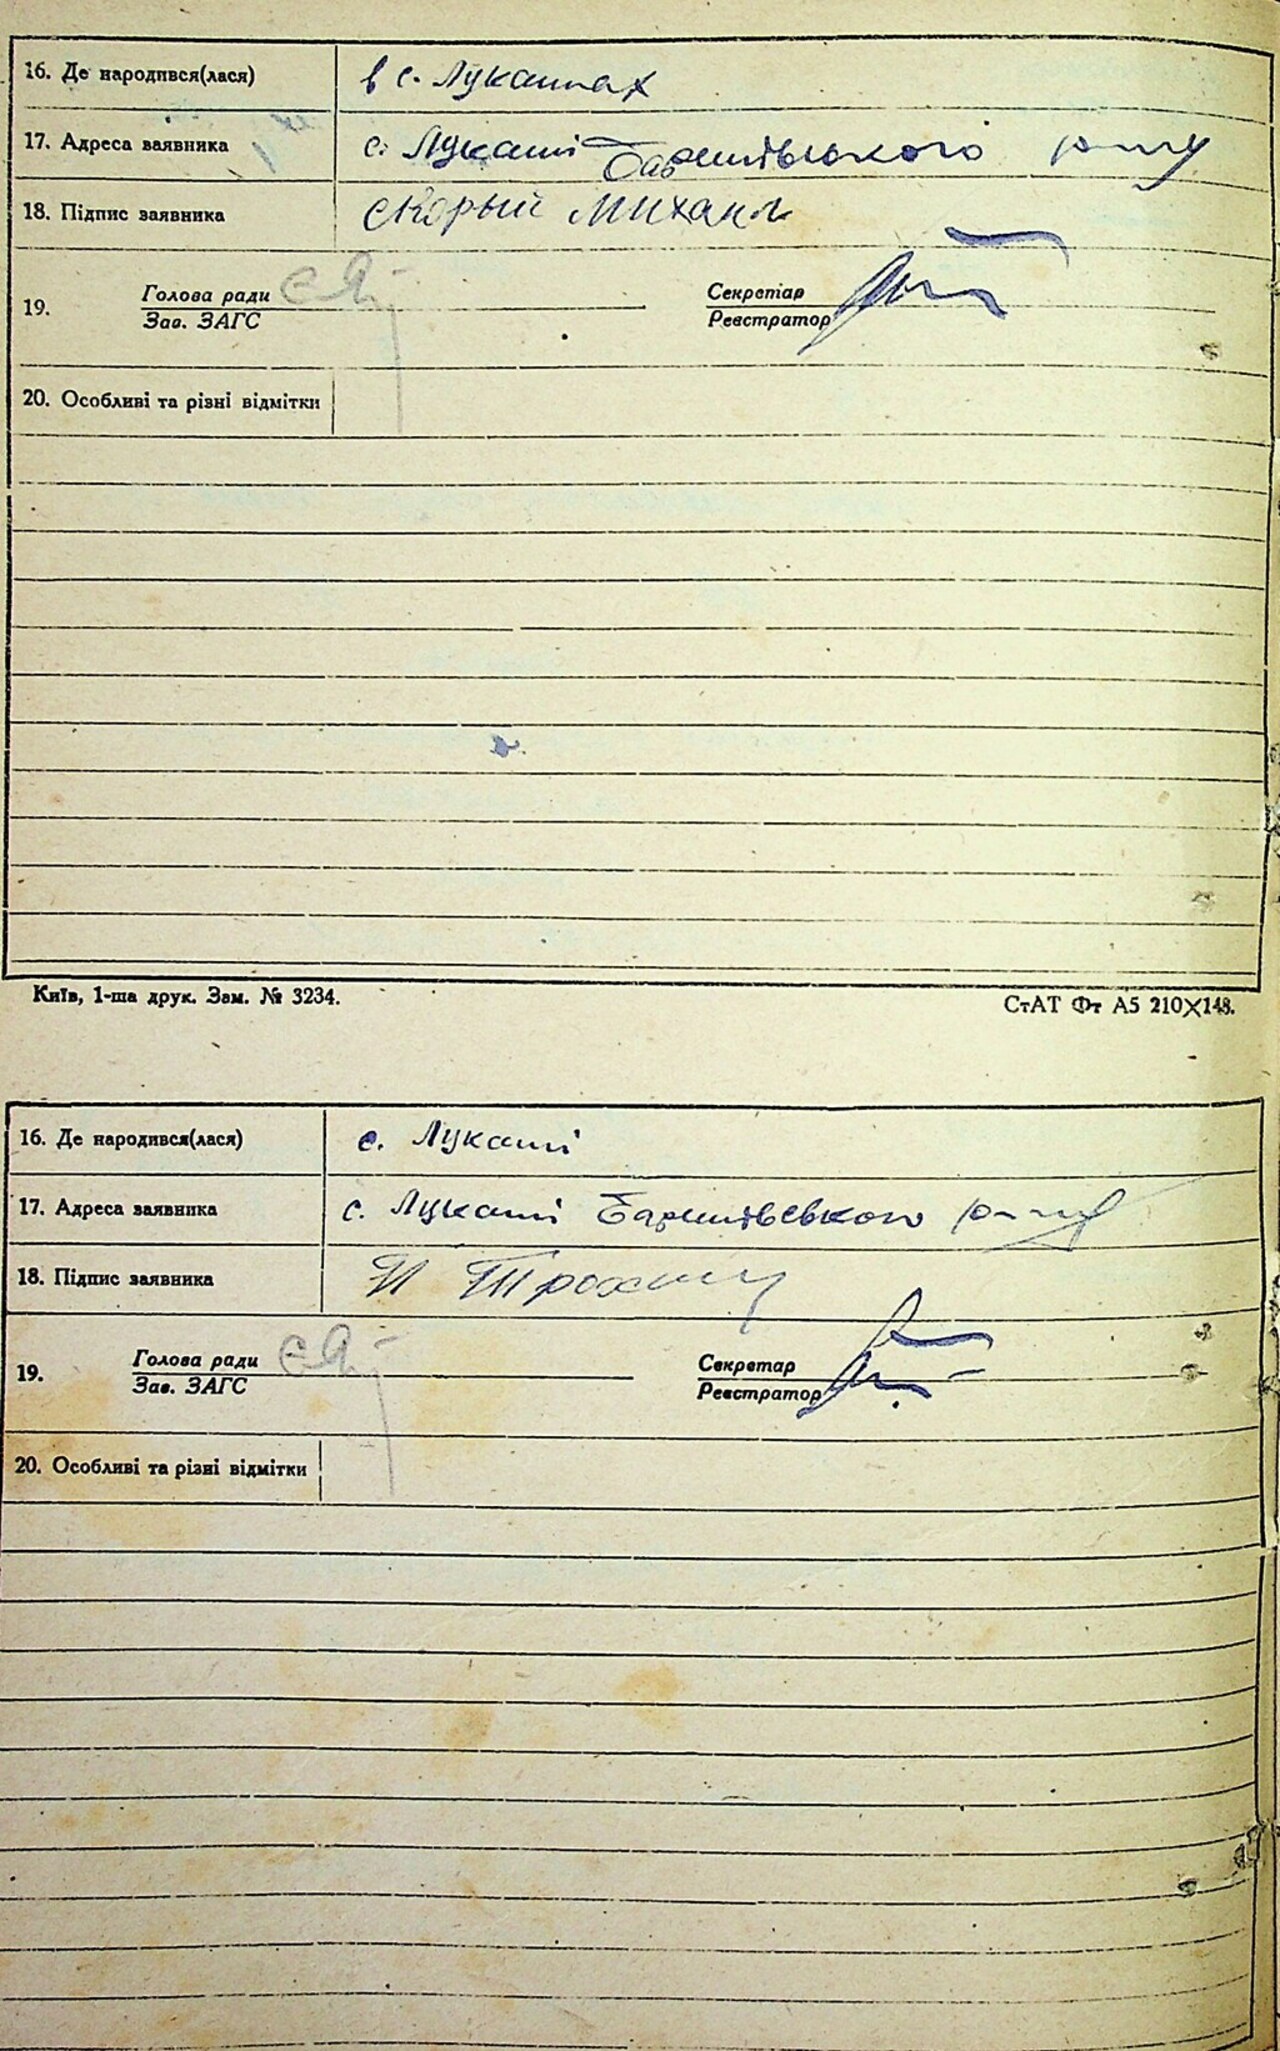 16. Де народився(лася) в с. Лукашах
17. Адреса заявника с. Лукаші Баришівського р-ну
18. Підпис заявника Скорый Михаил
19. Голова ради Секретар
Зав. ЗАГС Реєстратор
20. Особливі та різні відмітки
Київ, 1-ша друк. Зам. № 3234. СтАТ Фт А5 210×148.
16. Де народився(лася) с. Лукаші
17. Адреса заявника с. Лукаші Баришівського р-ну
18. Підпис заявника
19. Голова ради Секретар
Зав. ЗАГС Реєстратор
20. Особливі та різні відмітки